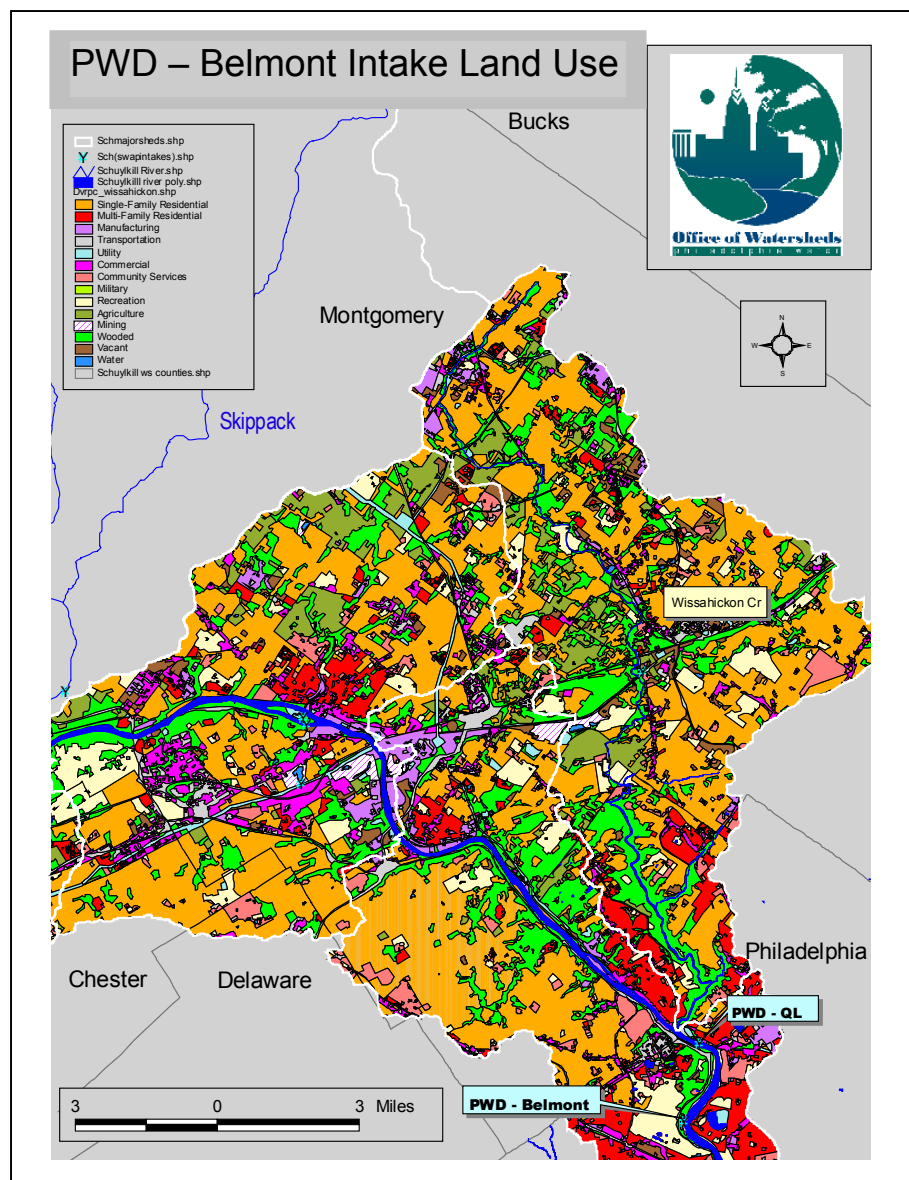 PWD – Belmont Intake Land Use
Bucks
Office of Watersheds
philadelphia water
Schmajorsheds.shp
Sch(swapintakes).shp
Schuylkill River.shp
Schuylkilll river poly.shp
Dvrpc_wissahickon.shp
Single-Family Residential
Multi-Family Residential
Manufacturing
Transportation
Utility
Commercial
Community Services
Military
Recreation
Agriculture
Mining
Wooded
Vacant
Water
Schuylkill ws counties.shp
Montgomery
N
W E
S
Skippack
Wissahickon Cr
Philadelphia
Chester
Delaware
PWD - QL
PWD - Belmont
3 0 3 Miles